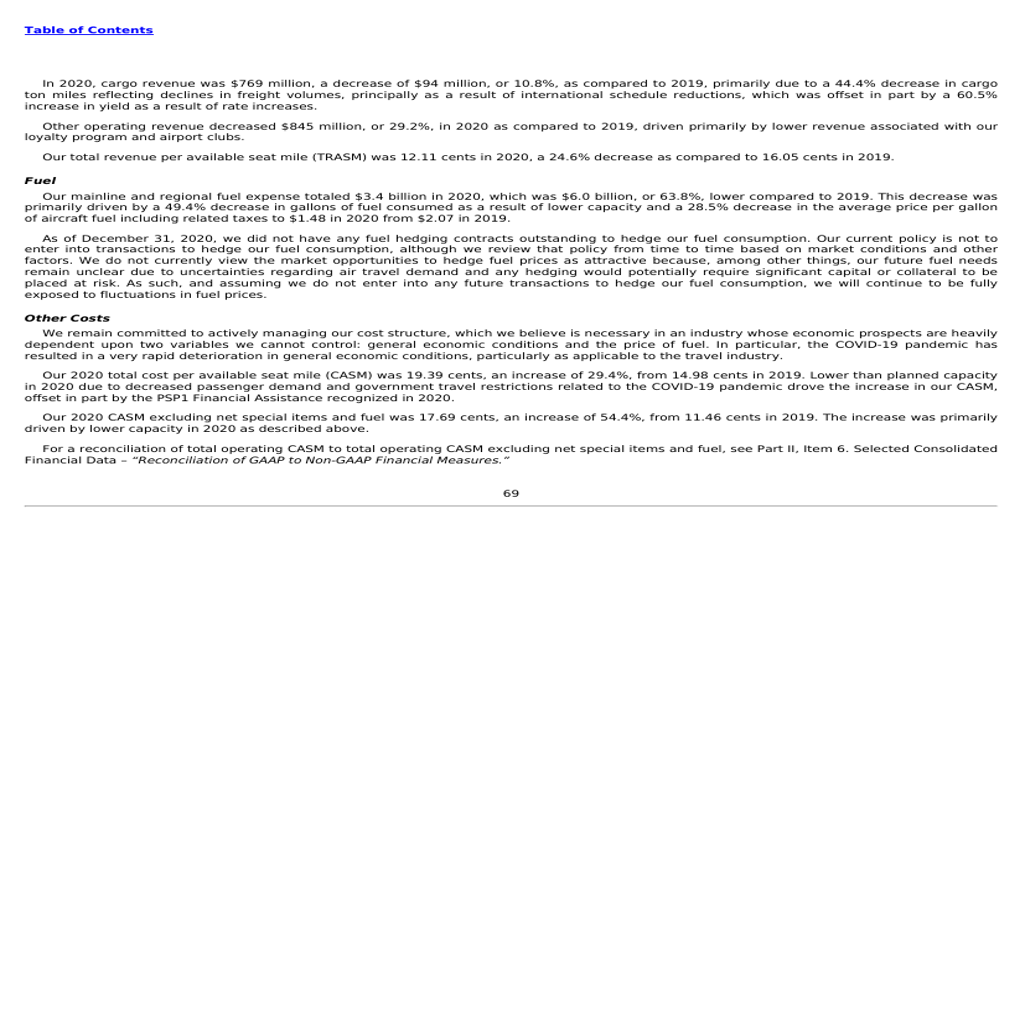 Table of Contents
In 2020, cargo revenue was $769 million, a decrease of $94 million, or 10.8%, as compared to 2019, primarily due to a 44.4% decrease in cargo
ton miles reflecting declines in freight volumes, principally as a result of international schedule reductions, which was offset in part by a 60.5%
increase in yield as a result of rate increases.
Other operating revenue decreased $845 million, or 29.2%, in 2020 as compared to 2019, driven primarily by lower revenue associated with our
loyalty program and airport clubs.
Our total revenue per available seat mile (TRASM) was 12.11 cents in 2020, a 24.6% decrease as compared to 16.05 cents in 2019.
Fuel
Our mainline and regional fuel expense totaled $3.4 billion in 2020, which was $6.0 billion, or 63.8%, lower compared to 2019. This decrease was
primarily driven by a 49.4% decrease in gallons of fuel consumed as a result of lower capacity and a 28.5% decrease in the average price per gallon
of aircraft fuel including related taxes to $1.48 in 2020 from $2.07 in 2019.
As of December 31, 2020, we did not have any fuel hedging contracts outstanding to hedge our fuel consumption. Our current policy is not to
enter into transactions to hedge our fuel consumption, although we review that policy from time to time based on market conditions and other
factors. We do not currently view the market opportunities to hedge fuel prices as attractive because, among other things, our future fuel needs
remain unclear due to uncertainties regarding air travel demand and any hedging would potentially require significant capital or collateral to be
placed at risk. As such, and assuming we do not enter into any future transactions to hedge our fuel consumption, we will continue to be fully
exposed to fluctuations in fuel prices.
Other Costs
We remain committed to actively managing our cost structure, which we believe is necessary in an industry whose economic prospects are heavily
dependent upon two variables we cannot control: general economic conditions and the price of fuel. In particular, the COVID-19 pandemic has
resulted in a very rapid deterioration in general economic conditions, particularly as applicable to the travel industry.
Our 2020 total cost per available seat mile (CASM) was 19.39 cents, an increase of 29.4%, from 14.98 cents in 2019. Lower than planned capacity
in 2020 due to decreased passenger demand and government travel restrictions related to the COVID-19 pandemic drove the increase in our CASM,
offset in part by the PSP1 Financial Assistance recognized in 2020.
Our 2020 CASM excluding net special items and fuel was 17.69 cents, an increase of 54.4%, from 11.46 cents in 2019. The increase was primarily
driven by lower capacity in 2020 as described above.
For a reconciliation of total operating CASM to total operating CASM excluding net special items and fuel, see Part II, Item 6. Selected Consolidated
Financial Data – “Reconciliation of GAAP to Non-GAAP Financial Measures.”
69